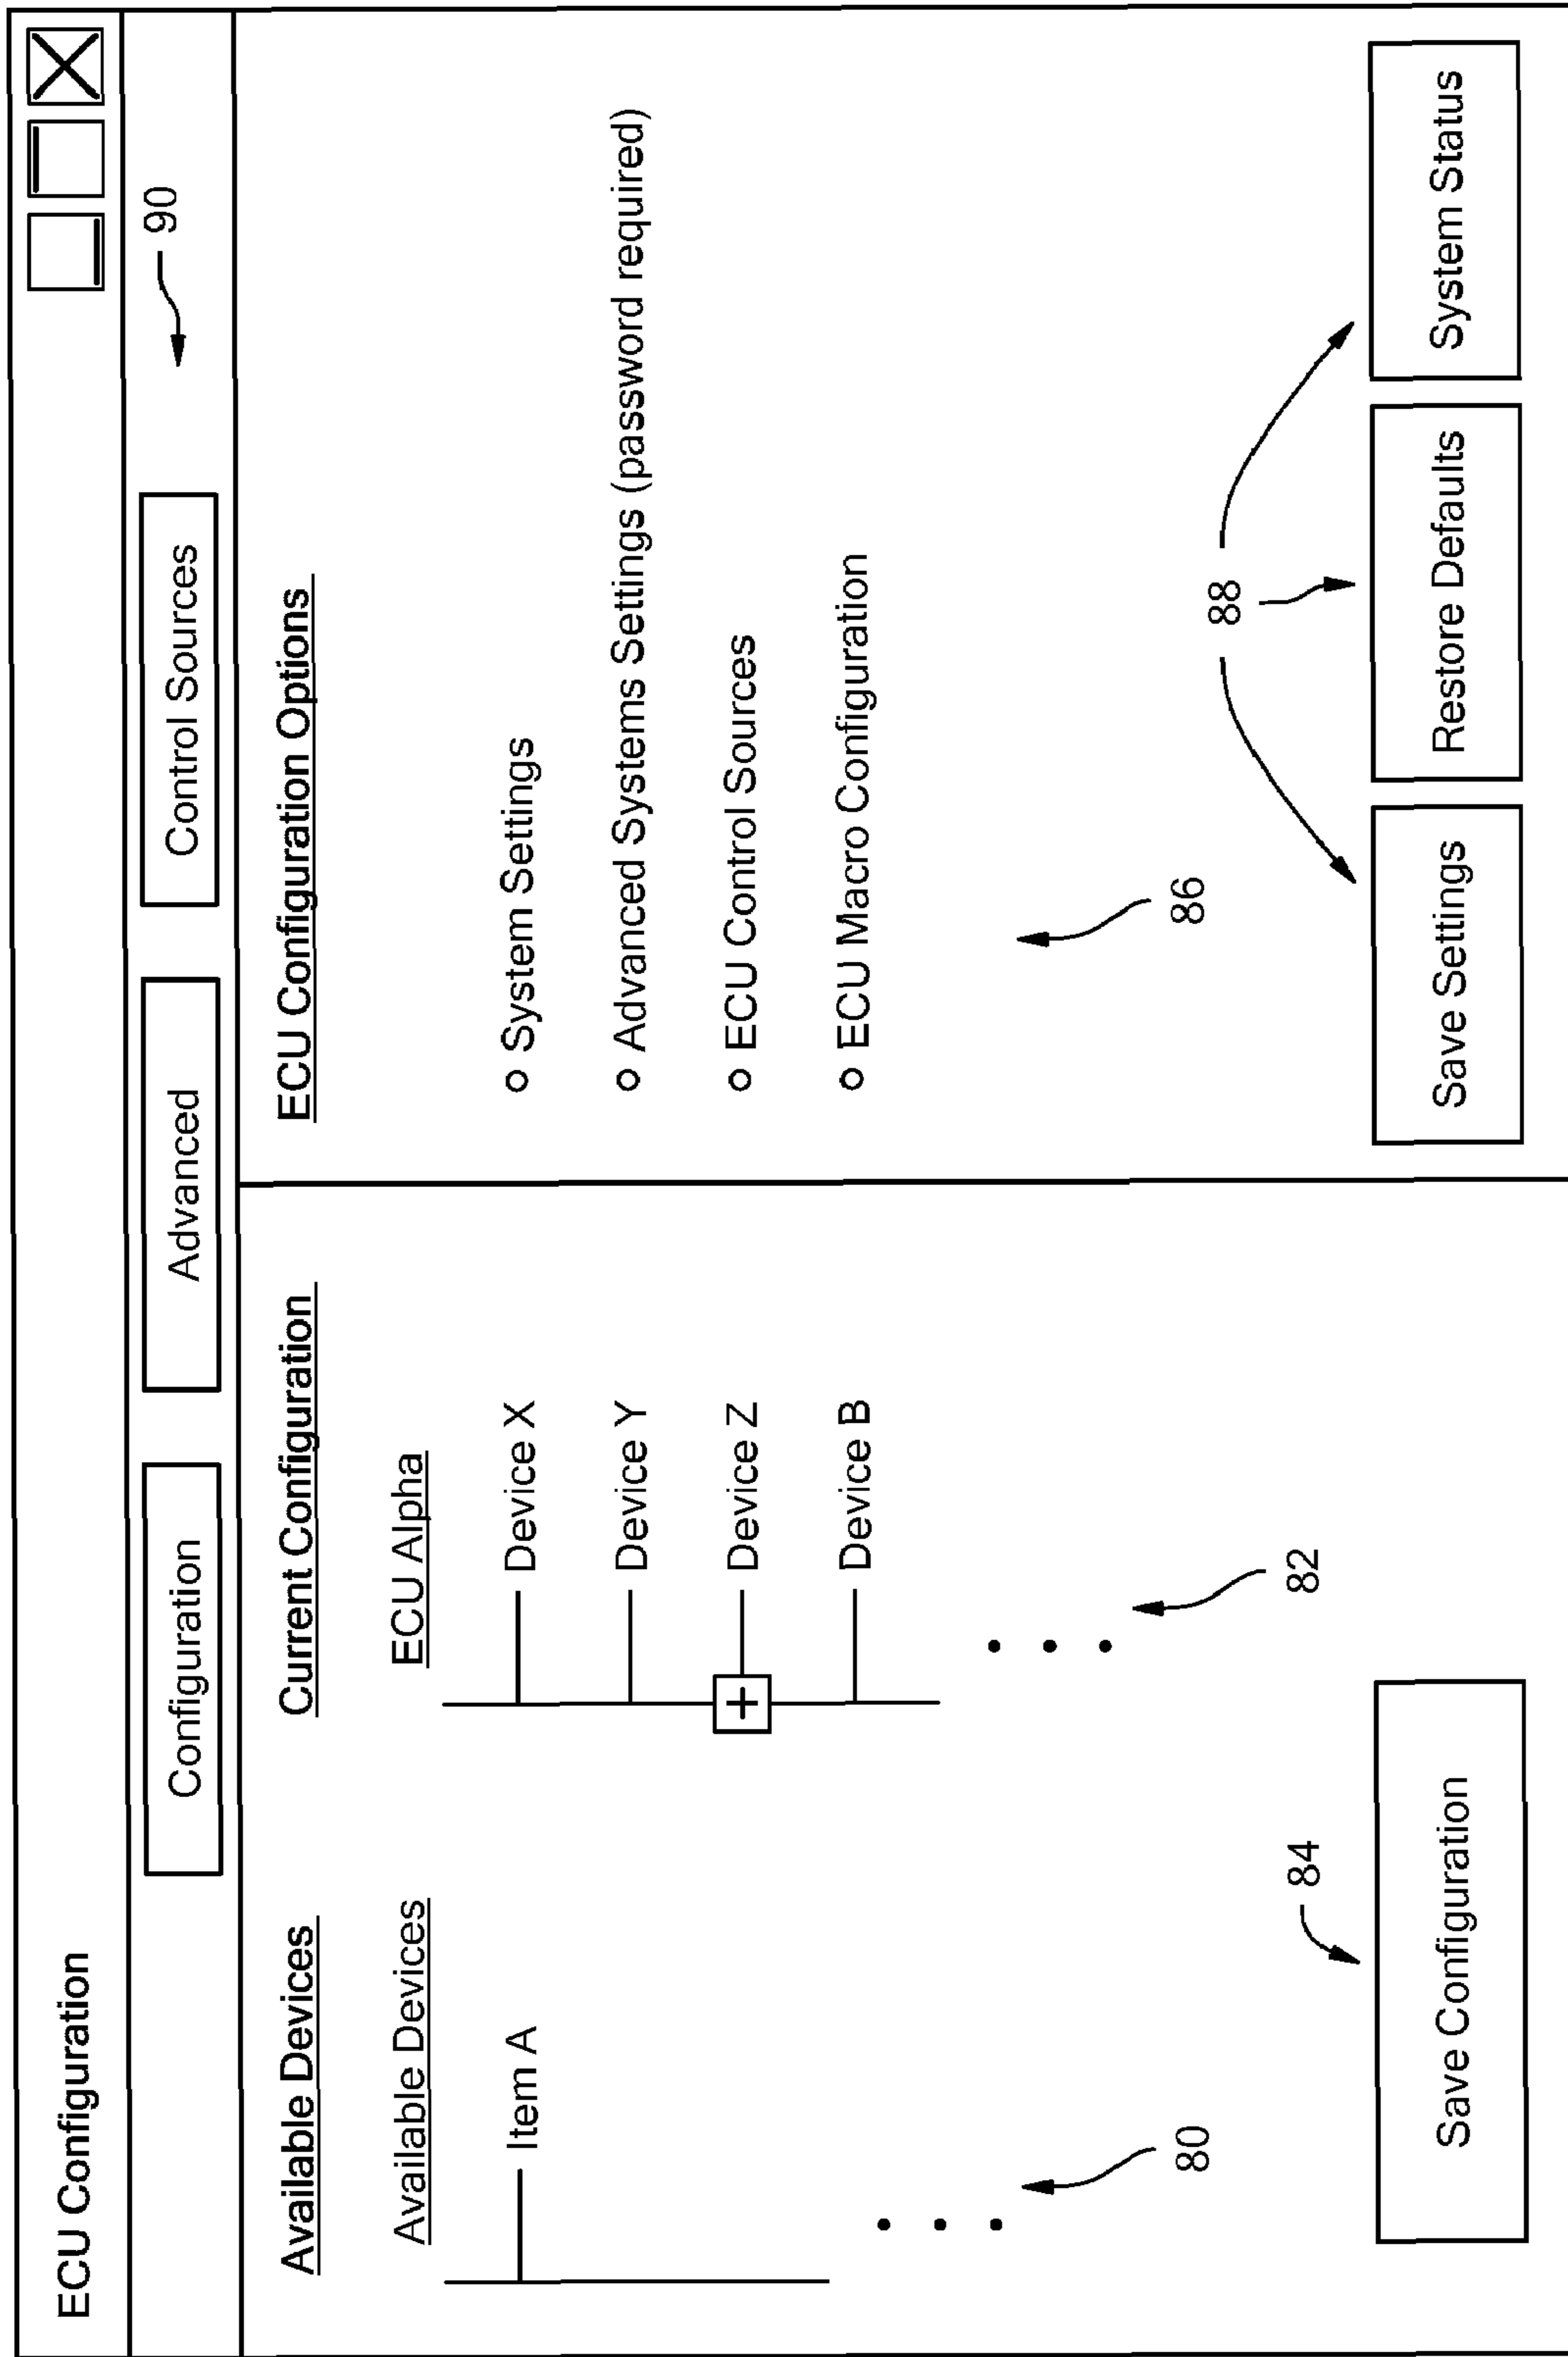 ECU Configuration
Configuration
Advanced
Control Sources
90
Available Devices
Available Devices
Item A
80
Current Configuration
ECU Alpha
Device X
Device Y
Device Z
Device B
82
84
Save Configuration
ECU Configuration Options
System Settings
Advanced Systems Settings (password required)
ECU Control Sources
ECU Macro Configuration
86
88
Save Settings
Restore Defaults
System Status